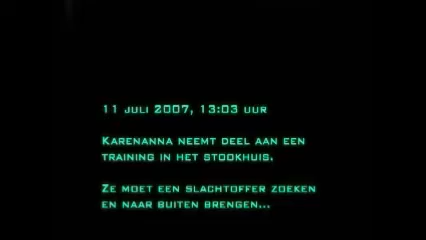 11 juli 2007, 13:03 uur
Karenanna neemt deel aan een
training in het stookhuis.
Ze moet een slachtoffer zoeken
en naar buiten brengen...